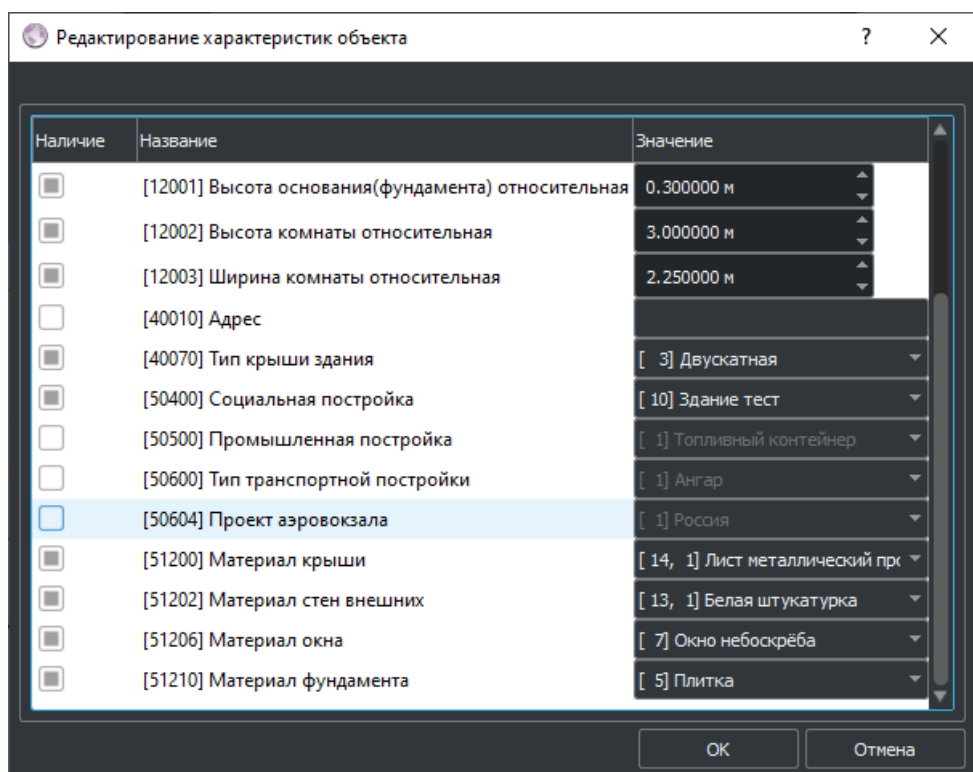 Редактирование характеристик объекта ? ×
Наличие Название Значение
[12001] Высота основания(фундамента) относительная 0.300000 м
[12002] Высота комнаты относительная 3.000000 м
[12003] Ширина комнаты относительная 2.250000 м
[40010] Адрес
[40070] Тип крыши здания [ 3] Двускатная
[50400] Социальная постройка [ 10] Здание тест
[50500] Промышленная постройка [ 1] Топливный контейнер
[50600] Тип транспортной постройки [ 1] Ангар
[50604] Проект аэровокзала [ 1] Россия
[51200] Материал крыши [ 14, 1] Лист металлический прс
[51202] Материал стен внешних [ 13, 1] Белая штукатурка
[51206] Материал окна [ 7] Окно небоскрёба
[51210] Материал фундамента [ 5] Плитка
OK Отмена